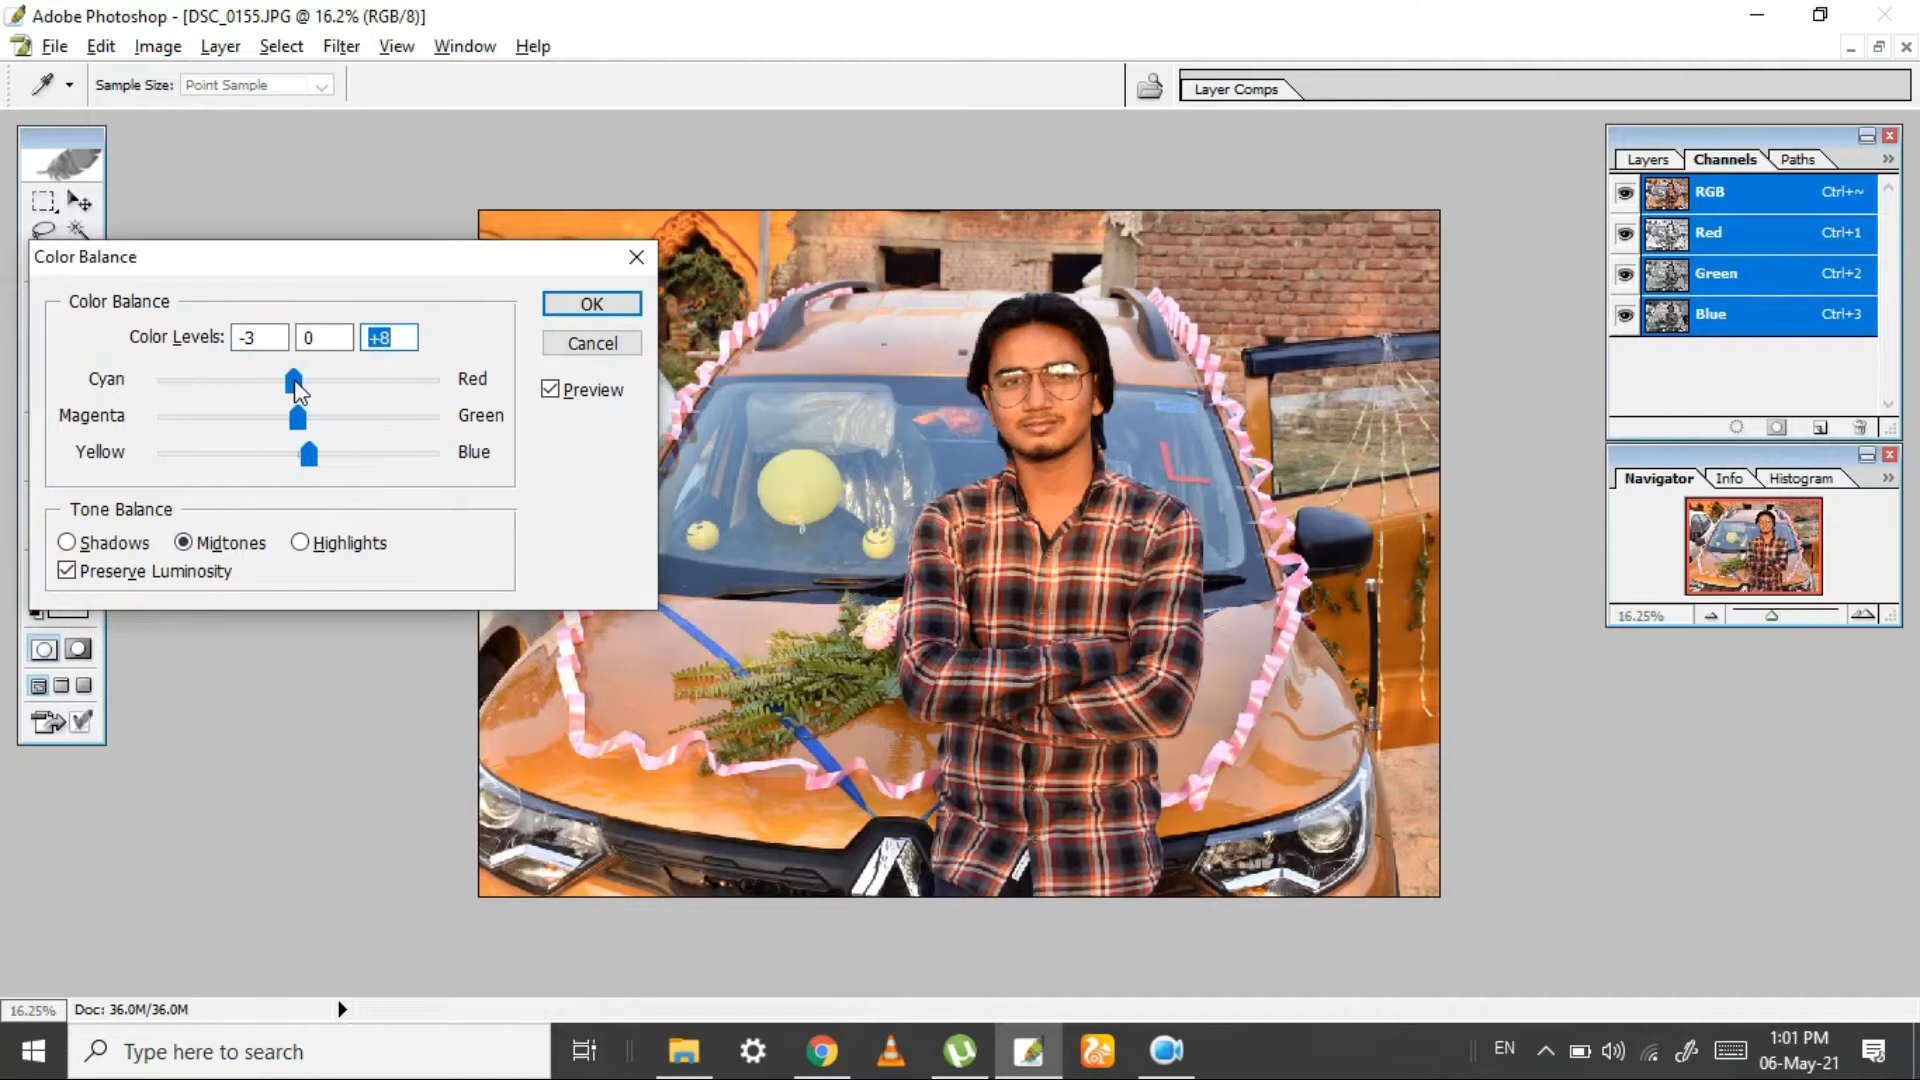 Adobe Photoshop - [DSC_0155.JPG @ 16.2% (RGB/8)]
File Edit Image Layer Select Filter View Window Help
Sample Size: Point Sample
Layer Comps
Layers Channels Paths
RGB Ctrl+~
Red Ctrl+1
Green Ctrl+2
Blue Ctrl+3
Color Balance
Color Balance
OK
Color Levels: -3 0 +8
Cancel
Cyan Red
Preview
Magenta Green
Yellow Blue
Tone Balance
Shadows Midtones Highlights
Preserve Luminosity
Navigator Info Histogram
16.25%
16.25% Doc: 36.0M/36.0M
Type here to search
EN
1:01 PM
06-May-21